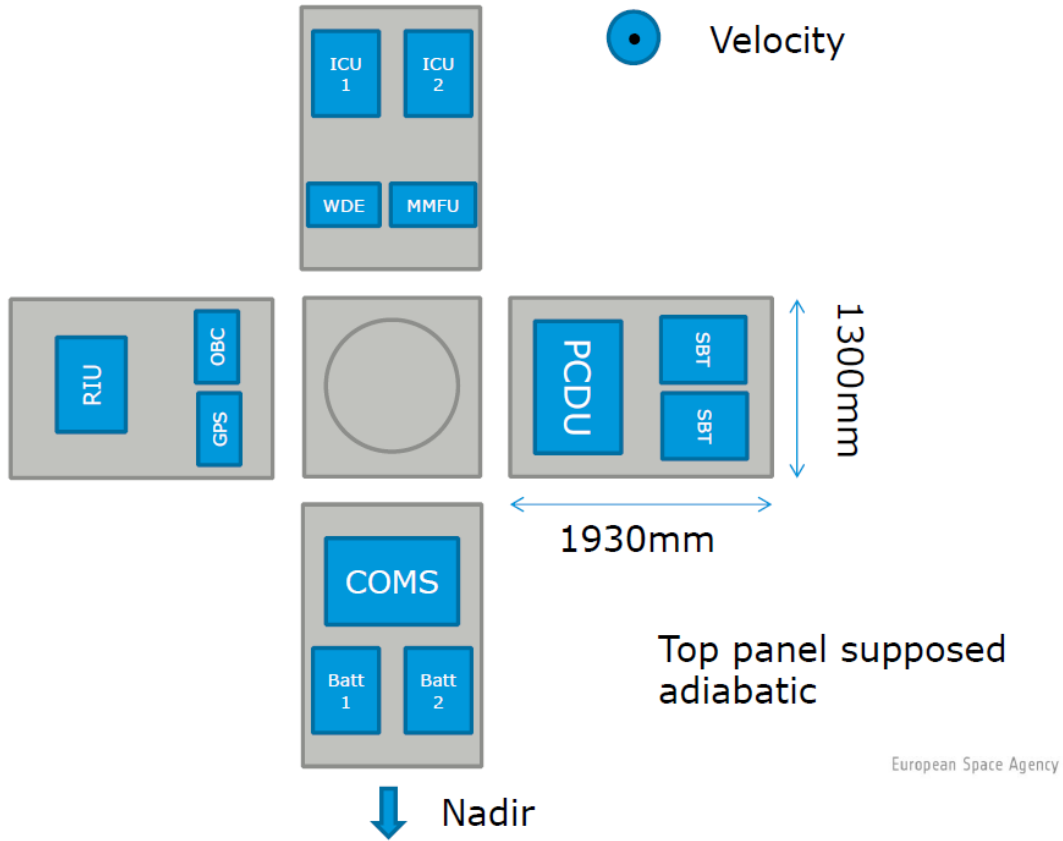 Velocity
ICU
1
ICU
2
WDE
MMFU
RIU
OBC
GPS
PCDU
SBT
SBT
1300mm
1930mm
COMS
Batt
1
Batt
2
Top panel supposed
adiabatic
European Space Agency
Nadir